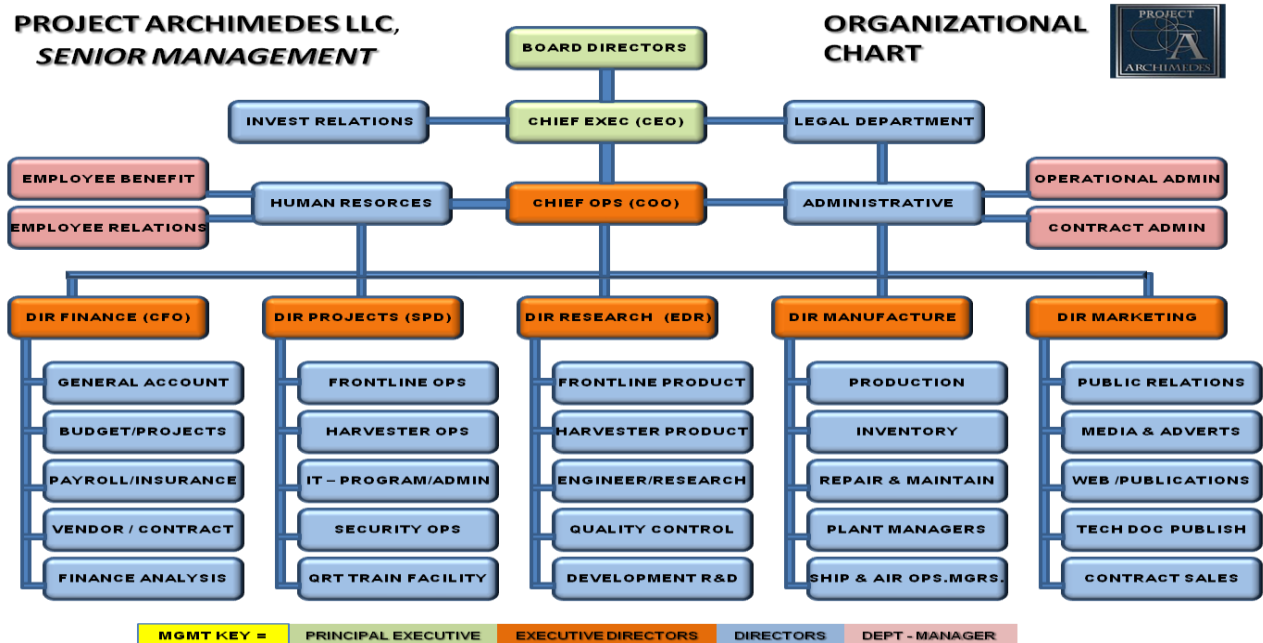 PROJECT ARCHIMEDES LLC,
SENIOR MANAGEMENT
ORGANIZATIONAL
CHART
PROJECT
A
ARCHIMEDES
BOARD DIRECTORS
INVEST RELATIONS
CHIEF EXEC (CEO)
LEGAL DEPARTMENT
EMPLOYEE BENEFIT
EMPLOYEE RELATIONS
HUMAN RESORCES
CHIEF OPS (COO)
ADMINISTRATIVE
OPERATIONAL ADMIN
CONTRACT ADMIN
DIR FINANCE (CFO)
DIR PROJECTS (SPD)
DIR RESEARCH (EDR)
DIR MANUFACTURE
DIR MARKETING
GENERAL ACCOUNT
FRONTLINE OPS
FRONTLINE PRODUCT
PRODUCTION
PUBLIC RELATIONS
BUDGET/PROJECTS
HARVESTER OPS
HARVESTER PRODUCT
INVENTORY
MEDIA & ADVERTS
PAYROLL/INSURANCE
IT – PROGRAM/ADMIN
ENGINEER/RESEARCH
REPAIR & MAINTAIN
WEB /PUBLICATIONS
VENDOR / CONTRACT
SECURITY OPS
QUALITY CONTROL
PLANT MANAGERS
TECH DOC PUBLISH
FINANCE ANALYSIS
QRT TRAIN FACILITY
DEVELOPMENT R&D
SHIP & AIR OPS.MGRS.
CONTRACT SALES
MGMT KEY =
PRINCIPAL EXECUTIVE
EXECUTIVE DIRECTORS
DIRECTORS
DEPT - MANAGER